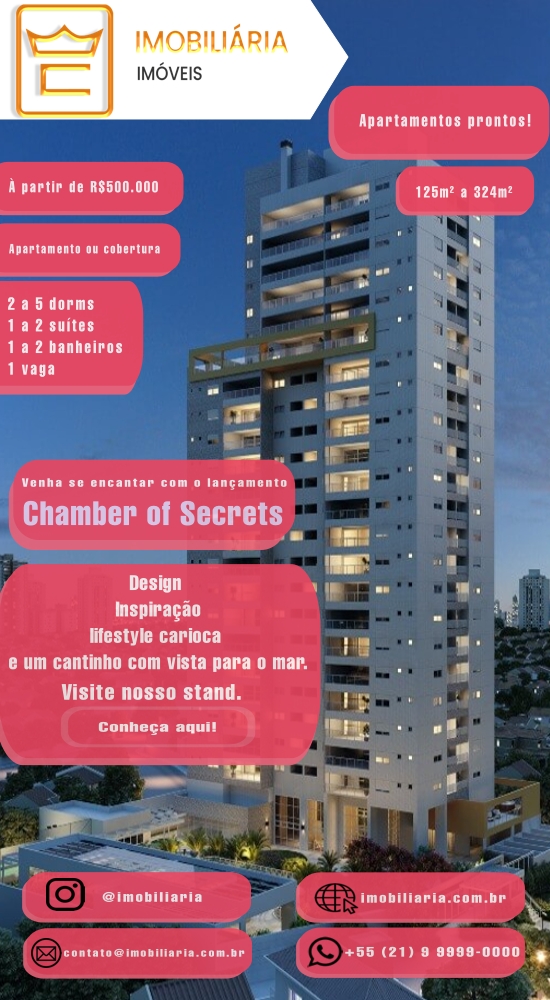 IMOBILIÁRIA
IMÓVEIS
Apartamentos prontos!
À partir de R$500.000
125m² a 324m²
Apartamento ou cobertura
2 a 5 dorms
1 a 2 suítes
1 a 2 banheiros
1 vaga
Venha se encantar com o lançamento
Chamber of Secrets
Design
Inspiração
lifestyle carioca
e um cantinho com vista para o mar.
Visite nosso stand.
Conheça aqui!
@imobiliaria
imobiliaria.com.br
contato@imobiliaria.com.br
+55 (21) 9 9999-0000